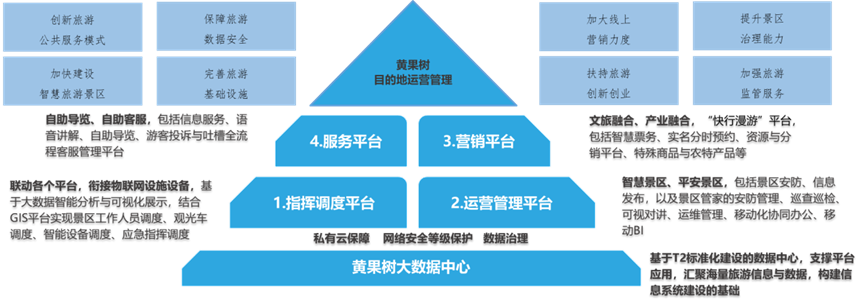 创新旅游
公共服务模式
保障旅游
数据安全
加快建设
智慧旅游景区
完善旅游
基础设施
加大线上
营销力度
提升景区
治理能力
扶持旅游
创新创业
加强旅游
监管服务
黄果树
目的地运营管理
自助导览、自助客服，包括信息服务、语
音讲解、自助导览、游客投诉与吐槽全流
程客服管理平台
4.服务平台
3.营销平台
文旅融合、产业融合，“快行漫游”平台，
包括智慧票务、实名分时预约、资源与分
销平台、特殊商品与农特产品等
联动各个平台，衔接物联网设施设备，基
于大数据智能分析与可视化展示，结合
GIS平台实现景区工作人员调度、观光车
调度、智能设备调度、应急指挥调度
1.指挥调度平台
2.运营管理平台
智慧景区、平安景区，包括景区安防、信息
发布，以及景区管家的安防管理、巡查巡检、
可视对讲、运维管理、移动化协同办公、移
动BI
私有云保障 网络安全等级保护 数据治理
黄果树大数据中心
基于T2标准化建设的数据中心，支撑平台
应用，汇聚海量旅游信息与数据，构建信
息系统建设的基础